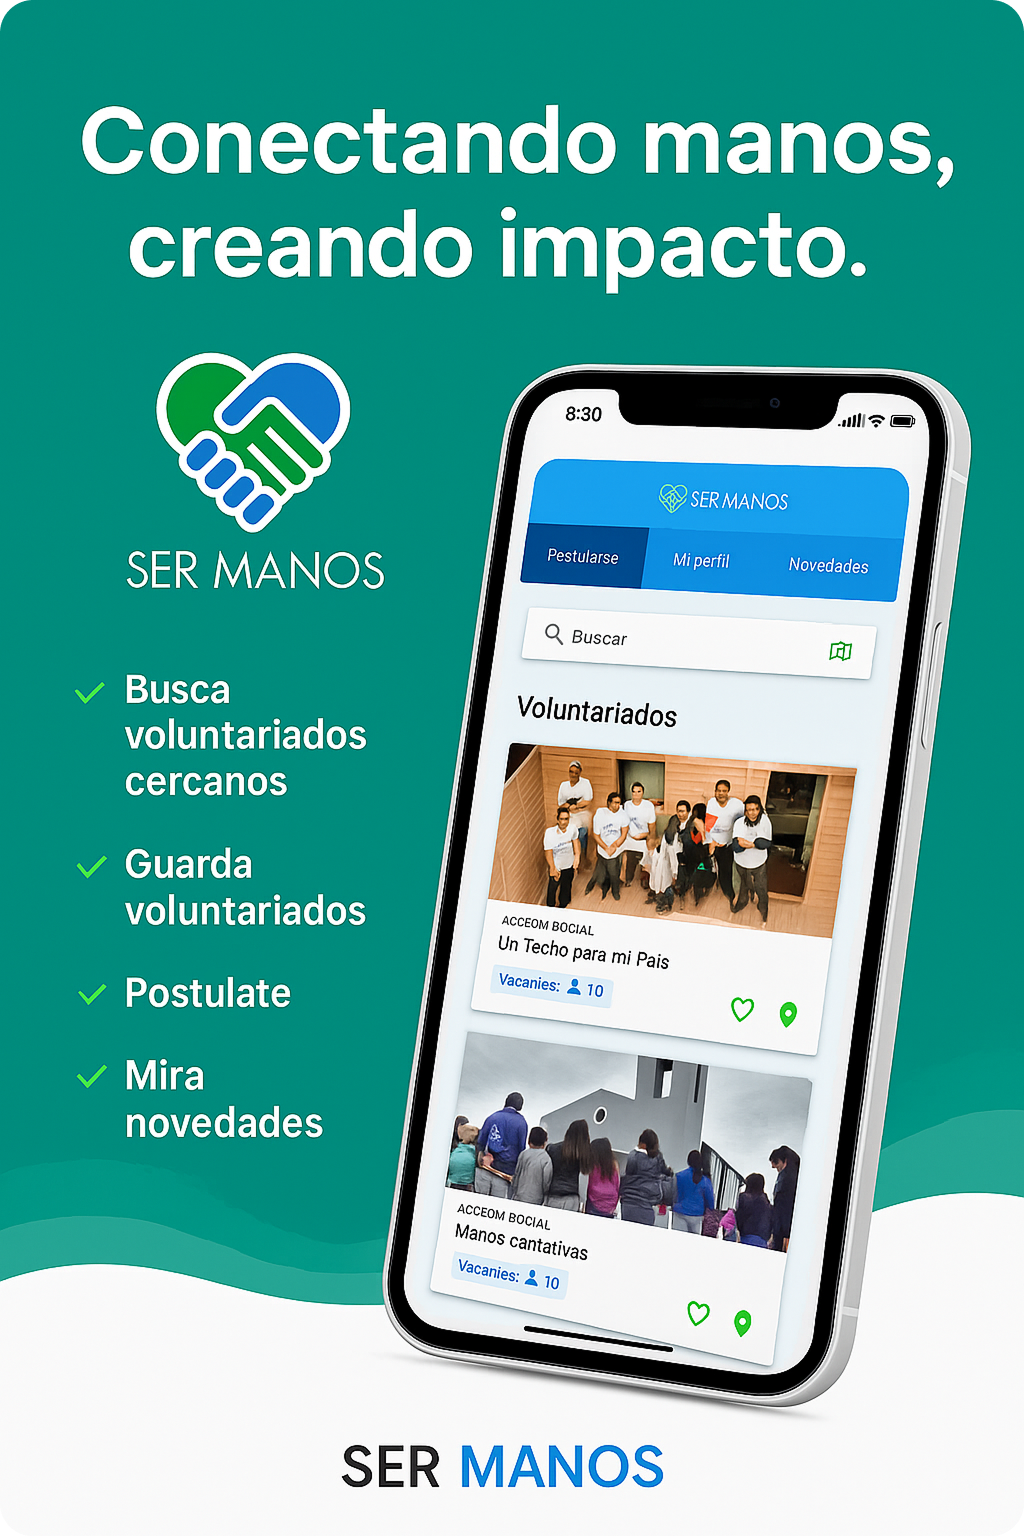 Conectando manos,
creando impacto.
SER MANOS
Busca
voluntariados
cercanos
Guarda
voluntariados
Postulate
Mira
novedades
8:30
SER MANOS
Pestularse
Mi perfil
Novedades
Buscar
Voluntariados
ACCEOM BOCIAL
Un Techo para mi Pais
Vacanies: 10
ACCEOM BOCIAL
Manos cantativas
Vacanies: 10
SER MANOS